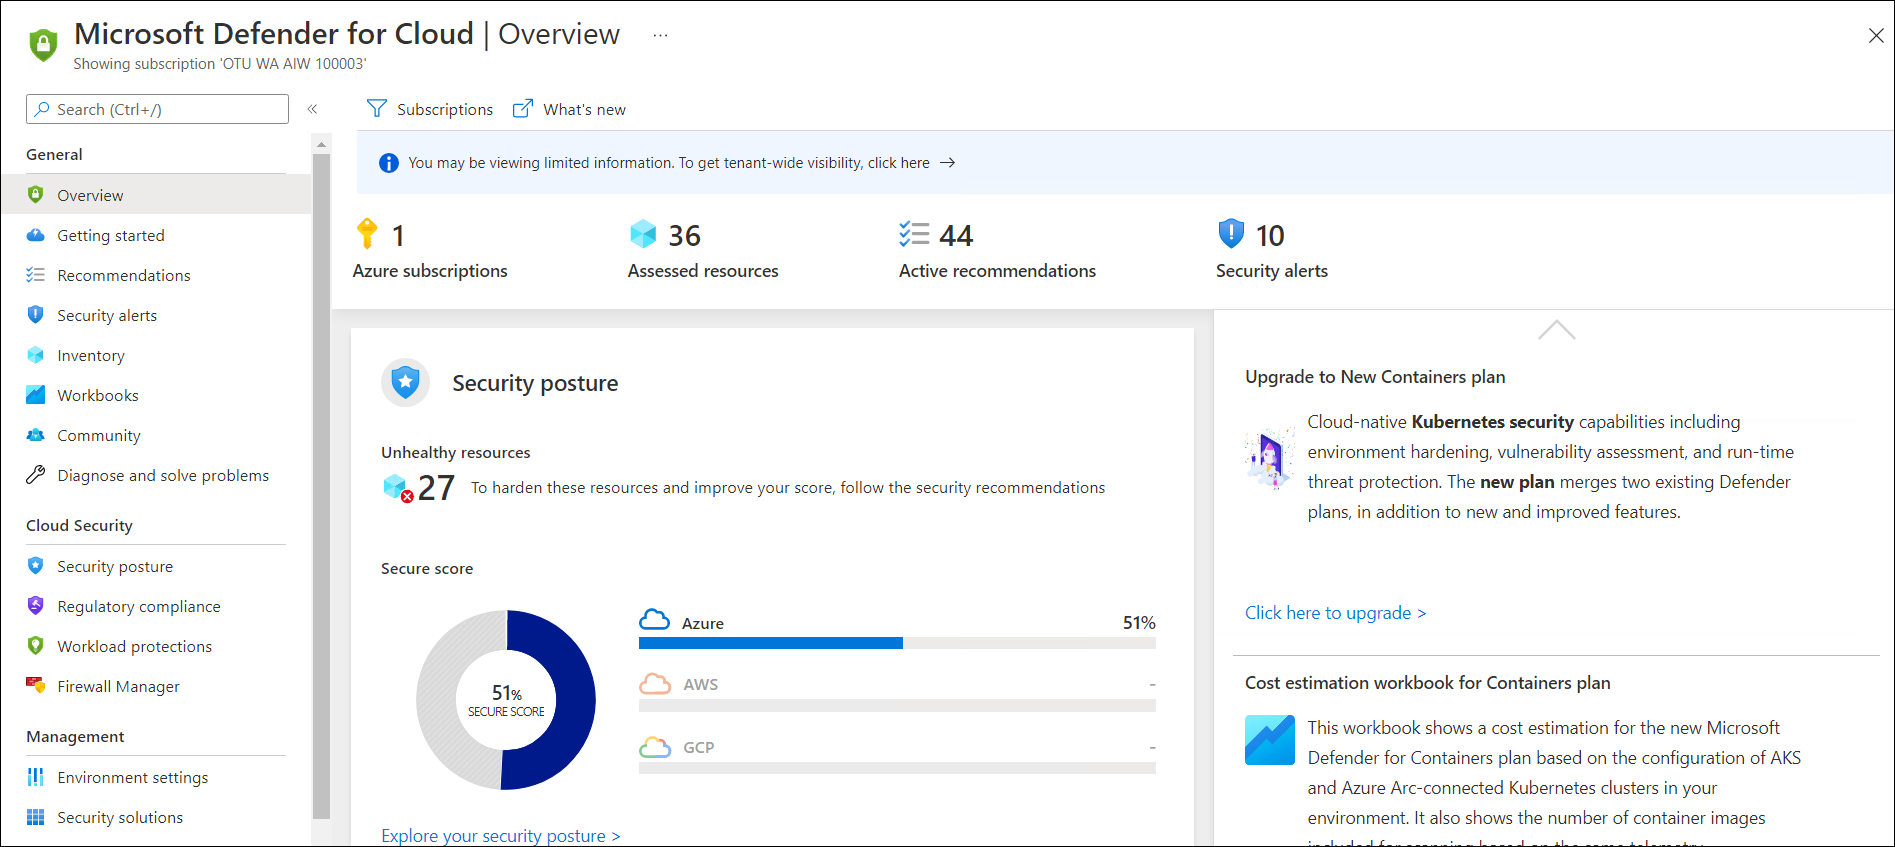 Microsoft Defender for Cloud | Overview ...
Showing subscription 'OTU WA AIW 100003'
Search (Ctrl+/)
«
General
Overview
Getting started
Recommendations
Security alerts
Inventory
Workbooks
Community
Diagnose and solve problems
Cloud Security
Security posture
Regulatory compliance
Workload protections
Firewall Manager
Management
Environment settings
Security solutions
Subscriptions
What's new
You may be viewing limited information. To get tenant-wide visibility, click here →
1
Azure subscriptions
36
Assessed resources
44
Active recommendations
10
Security alerts
Security posture
Unhealthy resources
27 To harden these resources and improve your score, follow the security recommendations
Secure score
51%
SECURE SCORE
Azure 51%
AWS -
GCP -
Explore your security posture >
Upgrade to New Containers plan
Cloud-native Kubernetes security capabilities including
environment hardening, vulnerability assessment, and run-time
threat protection. The new plan merges two existing Defender
plans, in addition to new and improved features.
Click here to upgrade >
Cost estimation workbook for Containers plan
This workbook shows a cost estimation for the new Microsoft
Defender for Containers plan based on the configuration of AKS
and Azure Arc-connected Kubernetes clusters in your
environment. It also shows the number of container images
included for scanning based on the same telemetry.